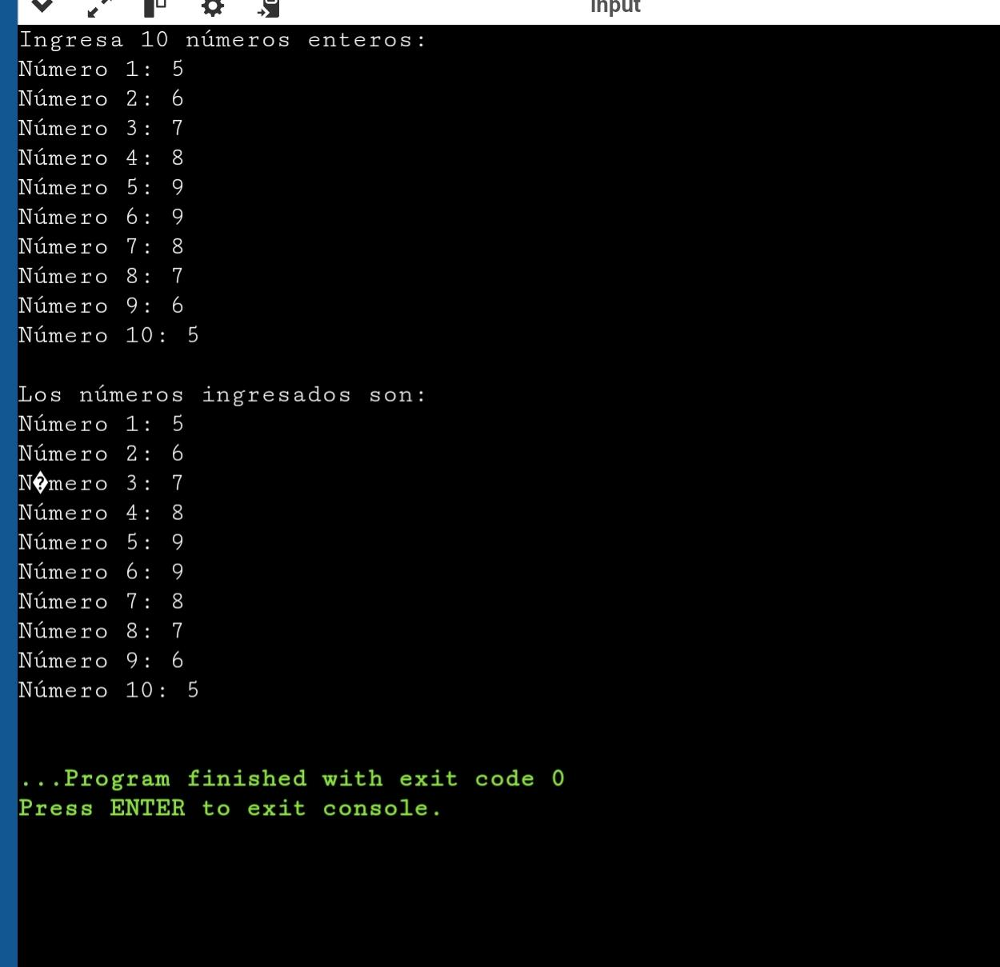 input
Ingresa 10 números enteros:
Número 1: 5
Número 2: 6
Número 3: 7
Número 4: 8
Número 5: 9
Número 6: 9
Número 7: 8
Número 8: 7
Número 9: 6
Número 10: 5
Los números ingresados son:
Número 1: 5
Número 2: 6
N�mero 3: 7
Número 4: 8
Número 5: 9
Número 6: 9
Número 7: 8
Número 8: 7
Número 9: 6
Número 10: 5
...Program finished with exit code 0
Press ENTER to exit console.